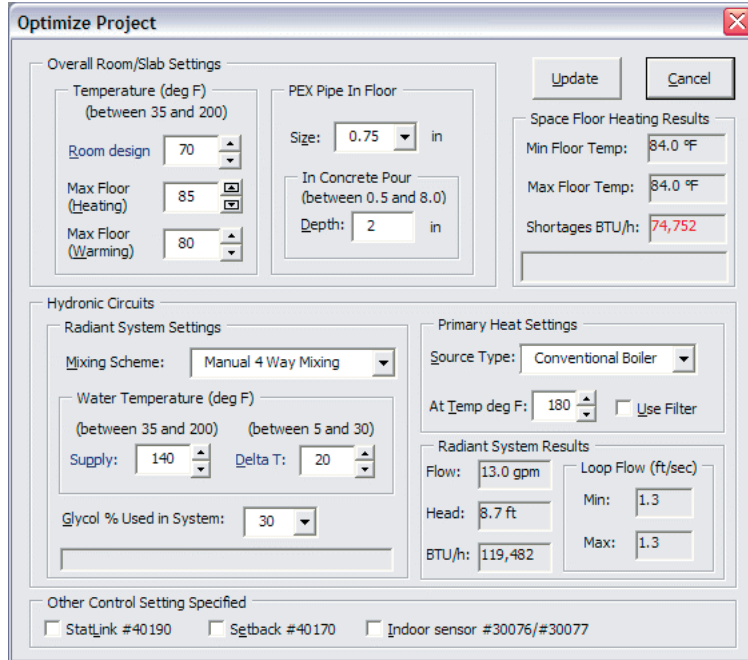 Optimize Project
Overall Room/Slab Settings
Temperature (deg F)
(between 35 and 200)
Room design 70
Max Floor
(Heating) 85
Max Floor
(Warming) 80
PEX Pipe In Floor
Size: 0.75 in
In Concrete Pour
(between 0.5 and 8.0)
Depth: 2 in
Update Cancel
Space Floor Heating Results
Min Floor Temp: 84.0 ºF
Max Floor Temp: 84.0 ºF
Shortages BTU/h: 74,752
Hydronic Circuits
Radiant System Settings
Mixing Scheme: Manual 4 Way Mixing
Water Temperature (deg F)
(between 35 and 200) (between 5 and 30)
Supply: 140 Delta T: 20
Glycol % Used in System: 30
Primary Heat Settings
Source Type: Conventional Boiler
At Temp deg F: 180 Use Filter
Radiant System Results
Flow: 13.0 gpm
Head: 8.7 ft
BTU/h: 119,482
Loop Flow (ft/sec)
Min: 1.3
Max: 1.3
Other Control Setting Specified
StatLink #40190 Setback #40170 Indoor sensor #30076/#30077